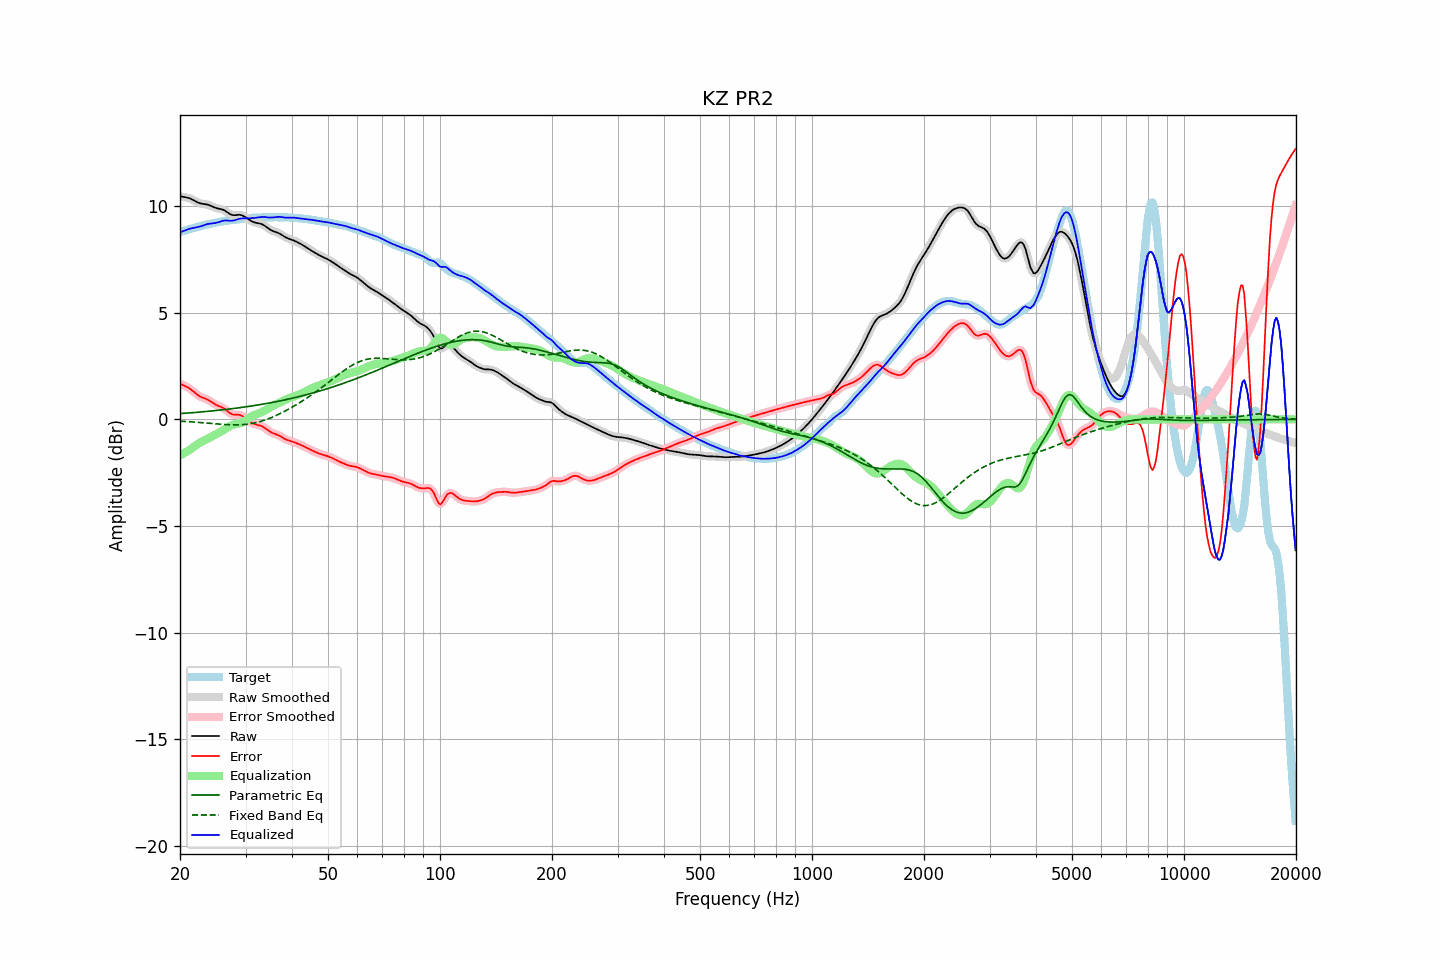 KZ PR2
Amplitude (dBr)
10
5
0
−5
−10
−15
−20
Target
Raw Smoothed
Error Smoothed
Raw
Error
Equalization
Parametric Eq
Fixed Band Eq
Equalized
20 50 100 200 500 1000 2000 5000 10000 20000
Frequency (Hz)